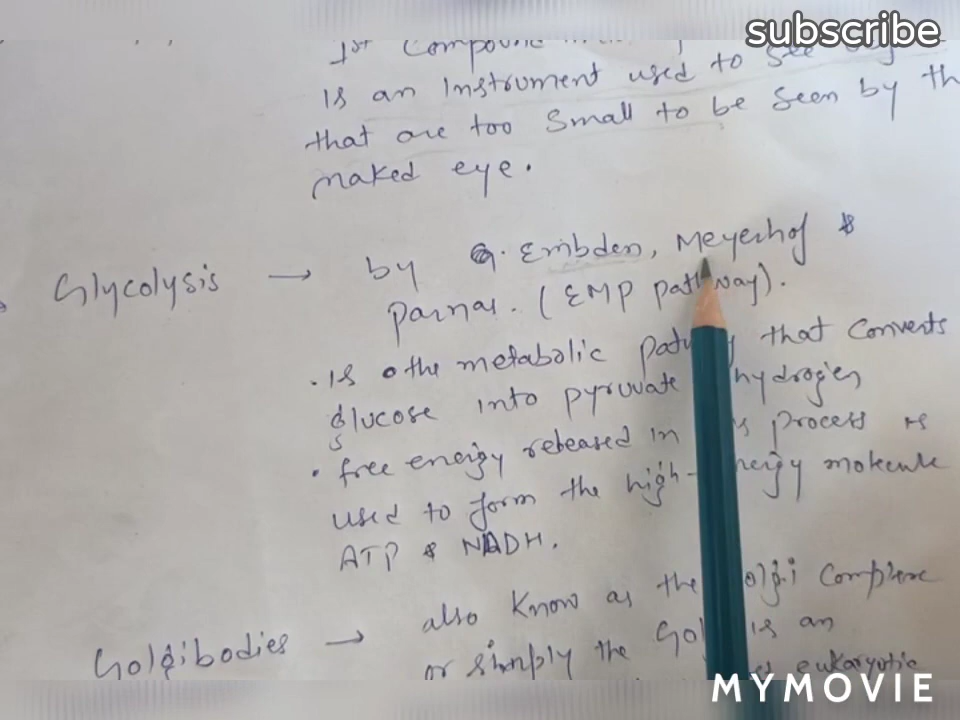 subscribe
1st Compound
is an Instrument used to see
that are too small to be seen by th
naked eye.
Glycolysis → by G. Embden, Meyerhof &
Parnas. (EMP pathway).
• is the metabolic pathway that converts
glucose into pyruvate hydrogen
• free energy released in process is
used to form the high-energy molecule
ATP & NADH.
Golgibodies → also know as the Golgi Complex
or simply the Gol is an
eukaryotic
MYMOVIE